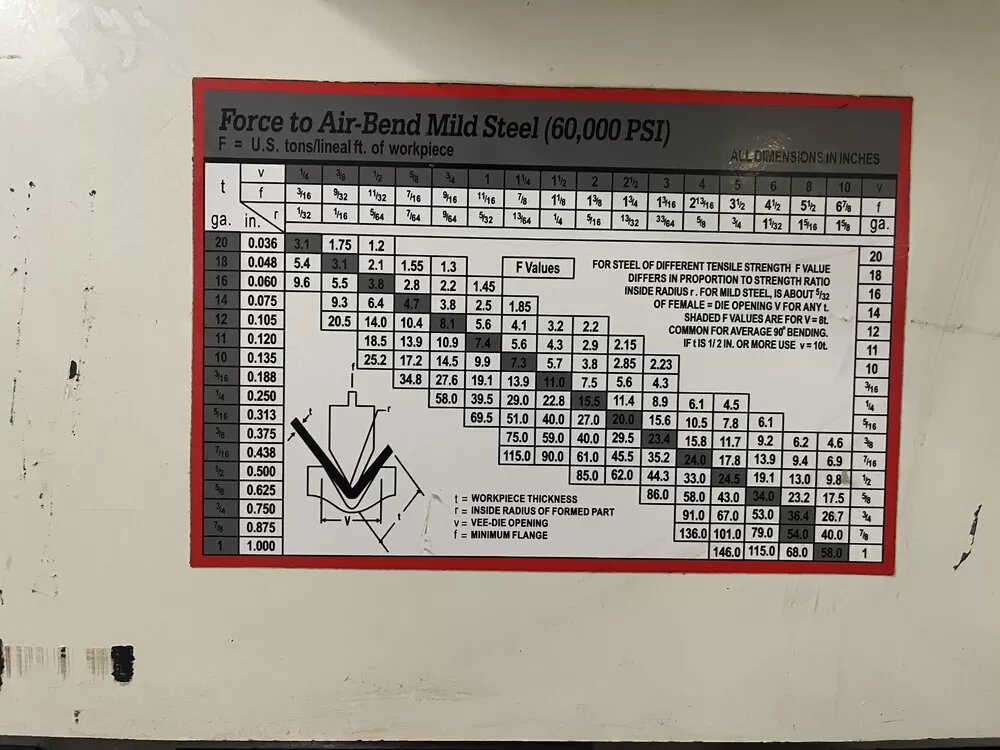 Force to Air-Bend Mild Steel (60,000 PSI)
F = U.S. tons/lineal ft. of workpiece
ALL DIMENSIONS IN INCHES
t v 1/4 3/8 1/2 5/8 3/4 1 1 1/4 1 1/2 2 2 1/2 3 4 5 6 8 10 v
f 3/16 9/32 11/32 7/16 9/16 11/16 7/8 1 1/8 1 3/8 1 3/4 1 3/16 2 13/16 3 1/2 4 1/2 5 1/2 6 7/8 f
ga. in. r 1/32 1/16 5/64 7/64 9/64 5/32 13/64 1/4 5/16 13/32 33/64 5/8 3/4 11/32 1 5/16 1 5/8 ga.
20 0.036 3.1 1.75 1.2 20
18 0.048 5.4 3.1 2.1 1.55 1.3 18
16 0.060 9.6 5.5 3.8 2.8 2.2 1.45 16
14 0.075 9.3 6.4 4.7 3.8 2.5 1.85 14
12 0.105 20.5 14.0 10.4 8.1 5.6 4.1 3.2 2.2 12
11 0.120 18.5 13.9 10.9 7.4 5.6 4.3 2.9 2.15 11
10 0.135 25.2 17.2 14.5 9.9 7.3 5.7 3.8 2.85 2.23 10
3/16 0.188 34.8 27.6 19.1 13.9 11.0 7.5 5.6 4.3 3/16
1/4 0.250 58.0 39.5 29.0 22.8 15.5 11.4 8.9 6.1 4.5 1/4
5/16 0.313 69.5 51.0 40.0 27.0 20.0 15.6 10.5 7.8 6.1 5/16
3/8 0.375 75.0 59.0 40.0 29.5 23.4 15.8 11.7 9.2 6.2 4.6 3/8
7/16 0.438 115.0 90.0 61.0 45.5 35.2 24.0 17.8 13.9 9.4 6.9 7/16
1/2 0.500 85.0 62.0 44.3 33.0 24.5 19.1 13.0 9.8 1/2
5/8 0.625 86.0 58.0 43.0 34.0 23.2 17.5 5/8
3/4 0.750 91.0 67.0 53.0 36.4 26.7 3/4
7/8 0.875 136.0 101.0 79.0 54.0 40.0 7/8
1 1.000 146.0 115.0 68.0 58.0 1
F Values
FOR STEEL OF DIFFERENT TENSILE STRENGTH F VALUE
DIFFERS IN PROPORTION TO STRENGTH RATIO
INSIDE RADIUS r. FOR MILD STEEL, IS ABOUT 5/32
OF FEMALE = DIE OPENING V FOR ANY t.
SHADED F VALUES ARE FOR V = 8t.
COMMON FOR AVERAGE 90° BENDING.
IF t IS 1/2 IN. OR MORE USE v = 10t.
f
r
t
v
t
t = WORKPIECE THICKNESS
r = INSIDE RADIUS OF FORMED PART
v = VEE-DIE OPENING
f = MINIMUM FLANGE